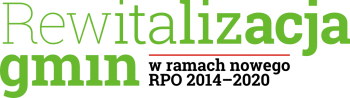 Rewitalizacja
gmin
w ramach nowego
RPO 2014–2020